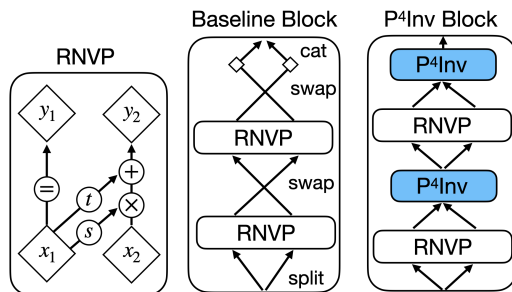 RNVP
y1 y2
= t +
s ×
x1 x2
Baseline Block
cat
swap
RNVP
swap
RNVP
split
P⁴Inv Block
P⁴Inv
RNVP
P⁴Inv
RNVP